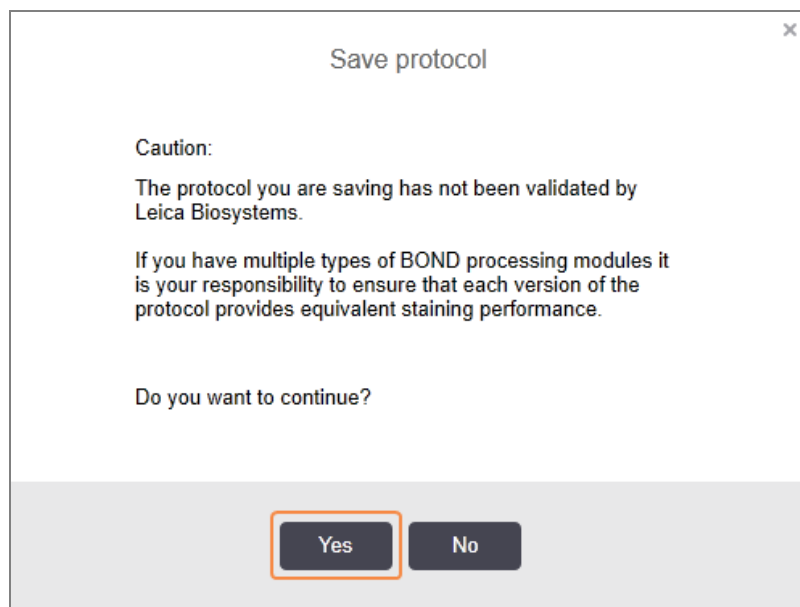 Save protocol
Caution:
The protocol you are saving has not been validated by
Leica Biosystems.
If you have multiple types of BOND processing modules it
is your responsibility to ensure that each version of the
protocol provides equivalent staining performance.
Do you want to continue?
Yes No